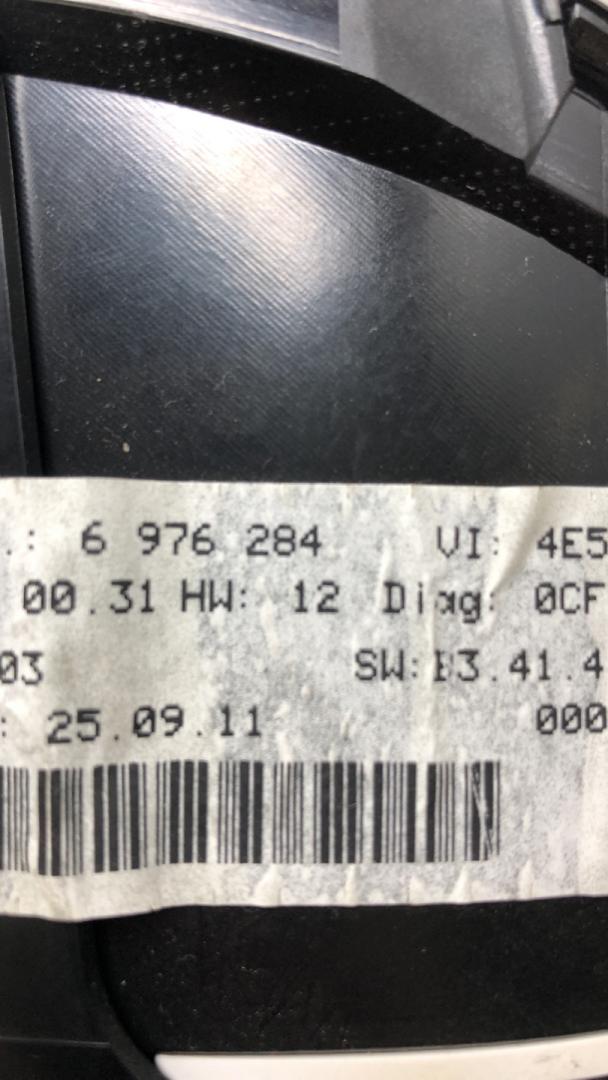 .: 6 976 284 VI: 4E5
00.31 HW: 12 Diag: 0CF
03 SW: B3.41.4
: 25.09.11 000